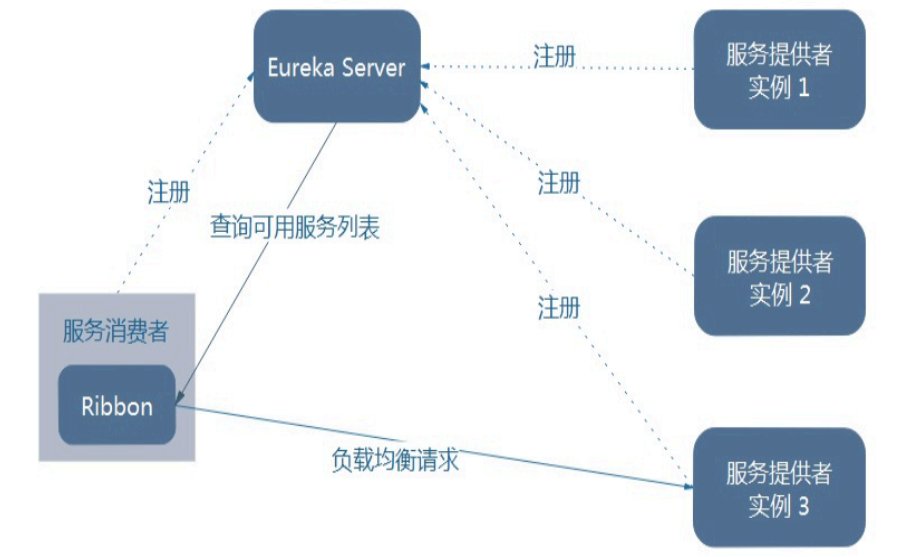 Eureka Server
注册
服务提供者
实例 1
注册
注册
查询可用服务列表
服务提供者
实例 2
注册
服务消费者
Ribbon
负载均衡请求
服务提供者
实例 3